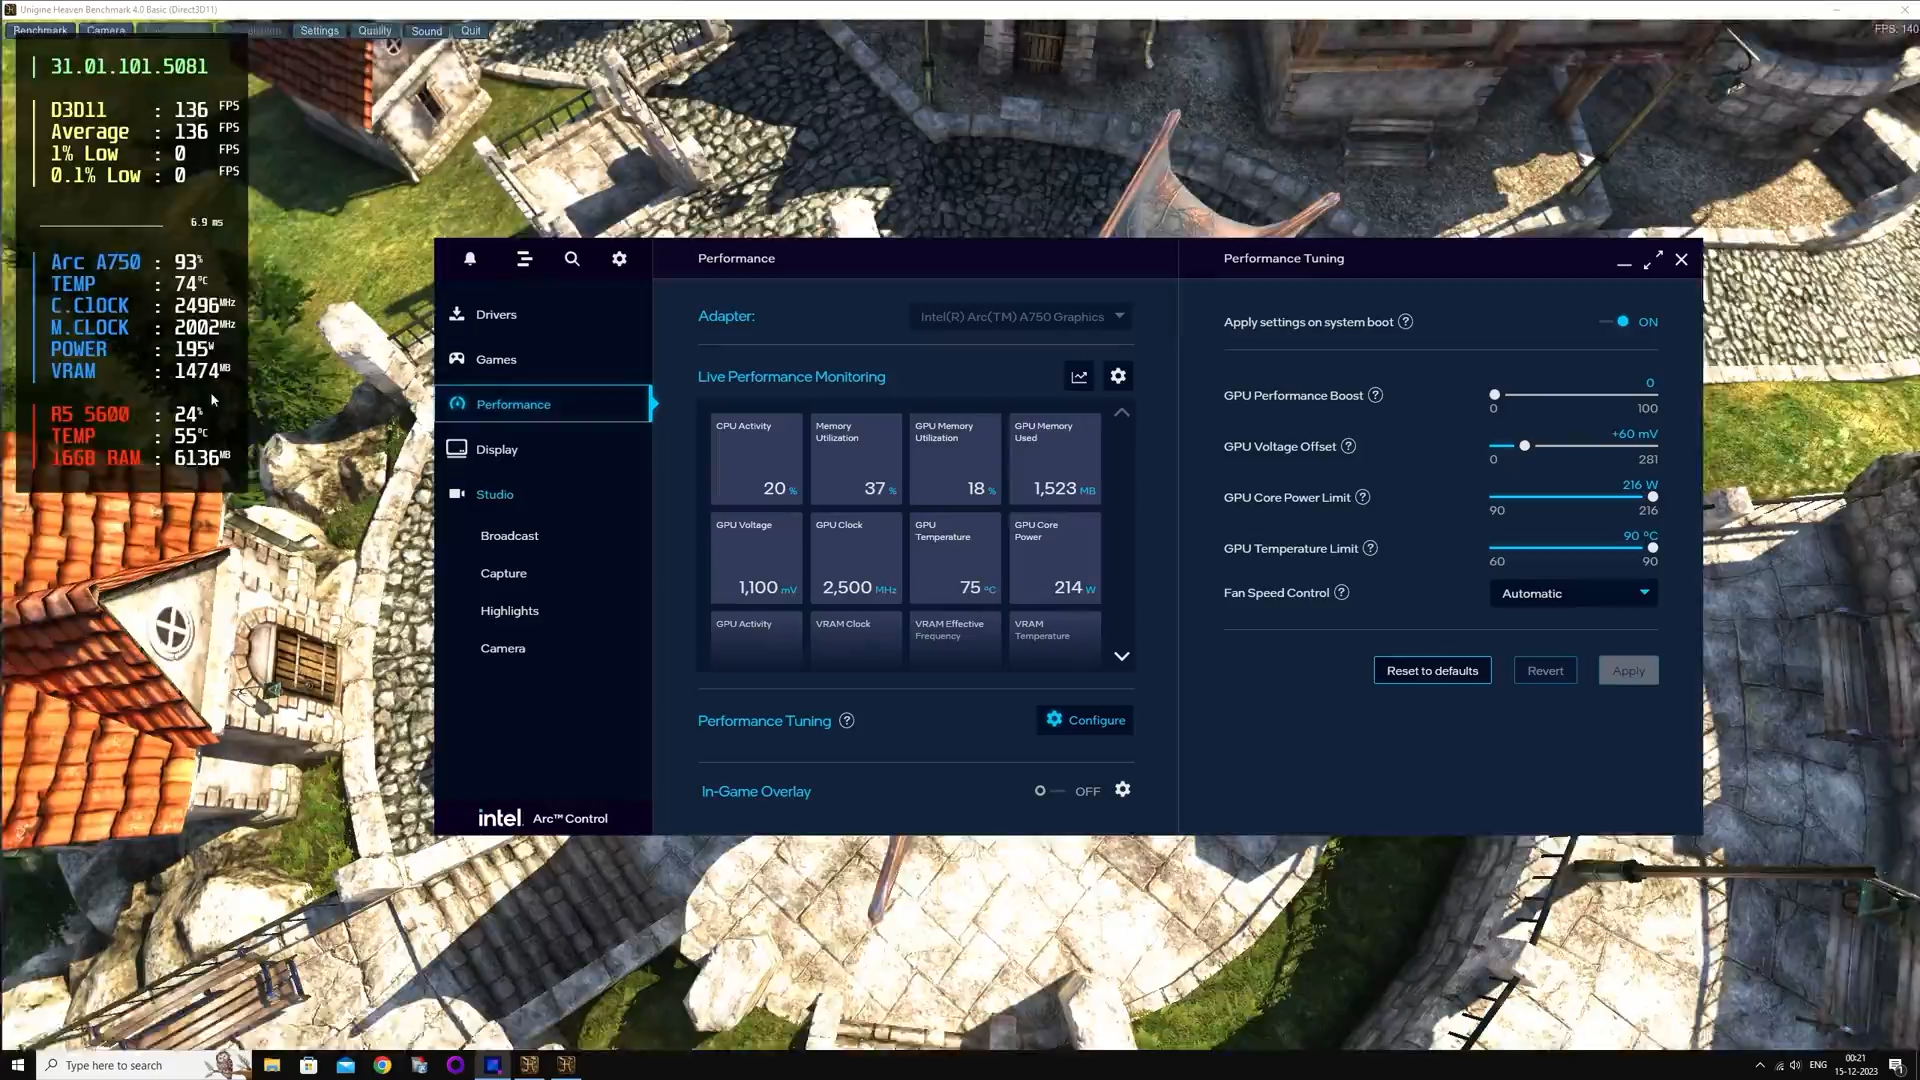 Unigine Heaven Benchmark 4.0 Basic (Direct3D11)
Benchmark Camera Settings Quality Sound Quit
FPS: 140
31.01.101.5081
D3D11 : 136 FPS
Average : 136 FPS
1% Low : 0 FPS
0.1% Low : 0 FPS
6.9 ms
Arc A750 : 93%
TEMP : 74°C
C.ClOCK : 2496MHz
M.CLOCK : 2002MHz
POWER : 195W
VRAM : 1474MB
R5 5600 : 24%
TEMP : 55°C
16GB RAM : 6136MB
Drivers
Games
Performance
Display
Studio
Broadcast
Capture
Highlights
Camera
intel. Arc™ Control
Performance
Adapter: Intel(R) Arc(TM) A750 Graphics
Live Performance Monitoring
CPU Activity
20 %
Memory
Utilization
37 %
GPU Memory
Utilization
18 %
GPU Memory
Used
1,523 MB
GPU Voltage
1,100 mV
GPU Clock
2,500 MHz
GPU
Temperature
75 °C
GPU Core
Power
214 W
GPU Activity
VRAM Clock
VRAM Effective
Frequency
VRAM
Temperature
Performance Tuning ? Configure
In-Game Overlay OFF
Performance Tuning
Apply settings on system boot ? ON
0
GPU Performance Boost ?
0 100
+60 mV
GPU Voltage Offset ?
0 281
216 W
GPU Core Power Limit ?
90 216
90 °C
GPU Temperature Limit ?
60 90
Fan Speed Control ? Automatic
Reset to defaults Revert Apply
Type here to search
ENG
00:21
15-12-2023